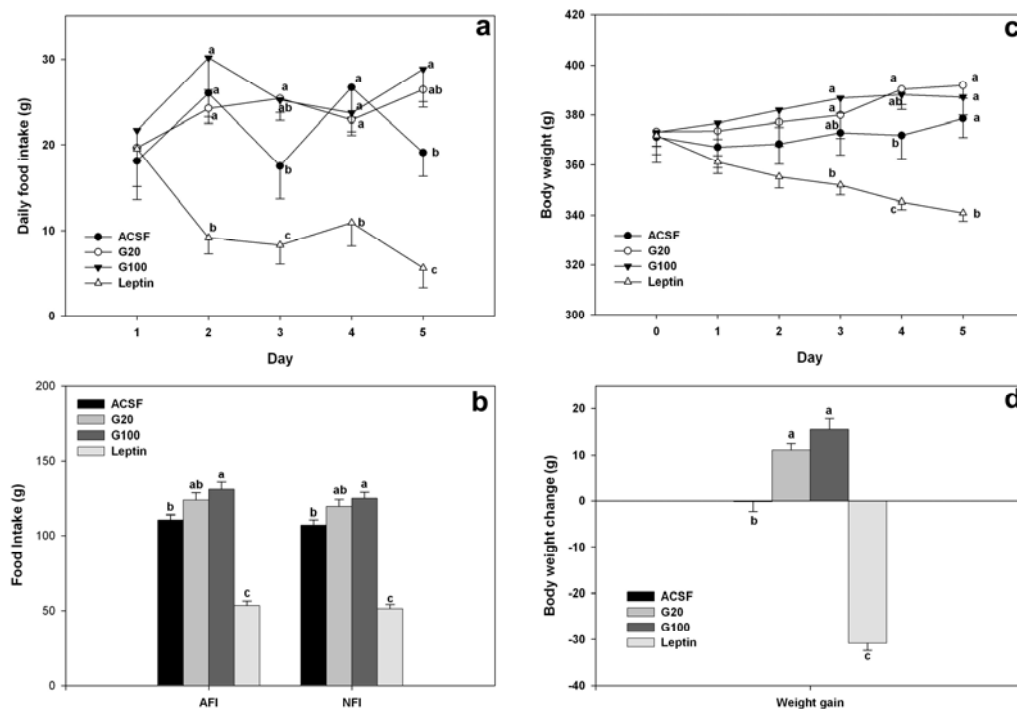 a
Daily food intake (g)
30
20
10
0
a
a
a
a
ab
b
a
a
a
ab
b
b
c
b
c
ACSF
G20
G100
Leptin
1 2 3 4 5
Day
c
Body weight (g)
420
400
380
360
340
320
300
a
a
ab
b
a
ab
b
c
a
a
b
ACSF
G20
G100
Leptin
0 1 2 3 4 5
Day
b
Food Intake (g)
200
150
100
50
0
ACSF
G20
G100
Leptin
b ab a c
b ab a c
AFI NFI
d
Body weight change (g)
20
10
0
-10
-20
-30
-40
b
a
a
c
ACSF
G20
G100
Leptin
Weight gain